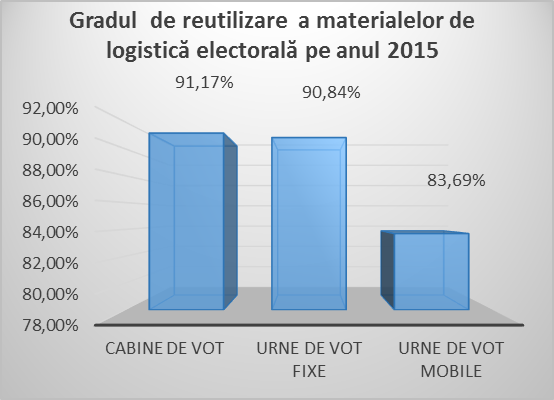 Gradul de reutilizare a materialelor de
logistică electorală pe anul 2015
91,17%
90,84%
83,69%
92,00%
90,00%
88,00%
86,00%
84,00%
82,00%
80,00%
78,00%
CABINE DE VOT
URNE DE VOT
FIXE
URNE DE VOT
MOBILE